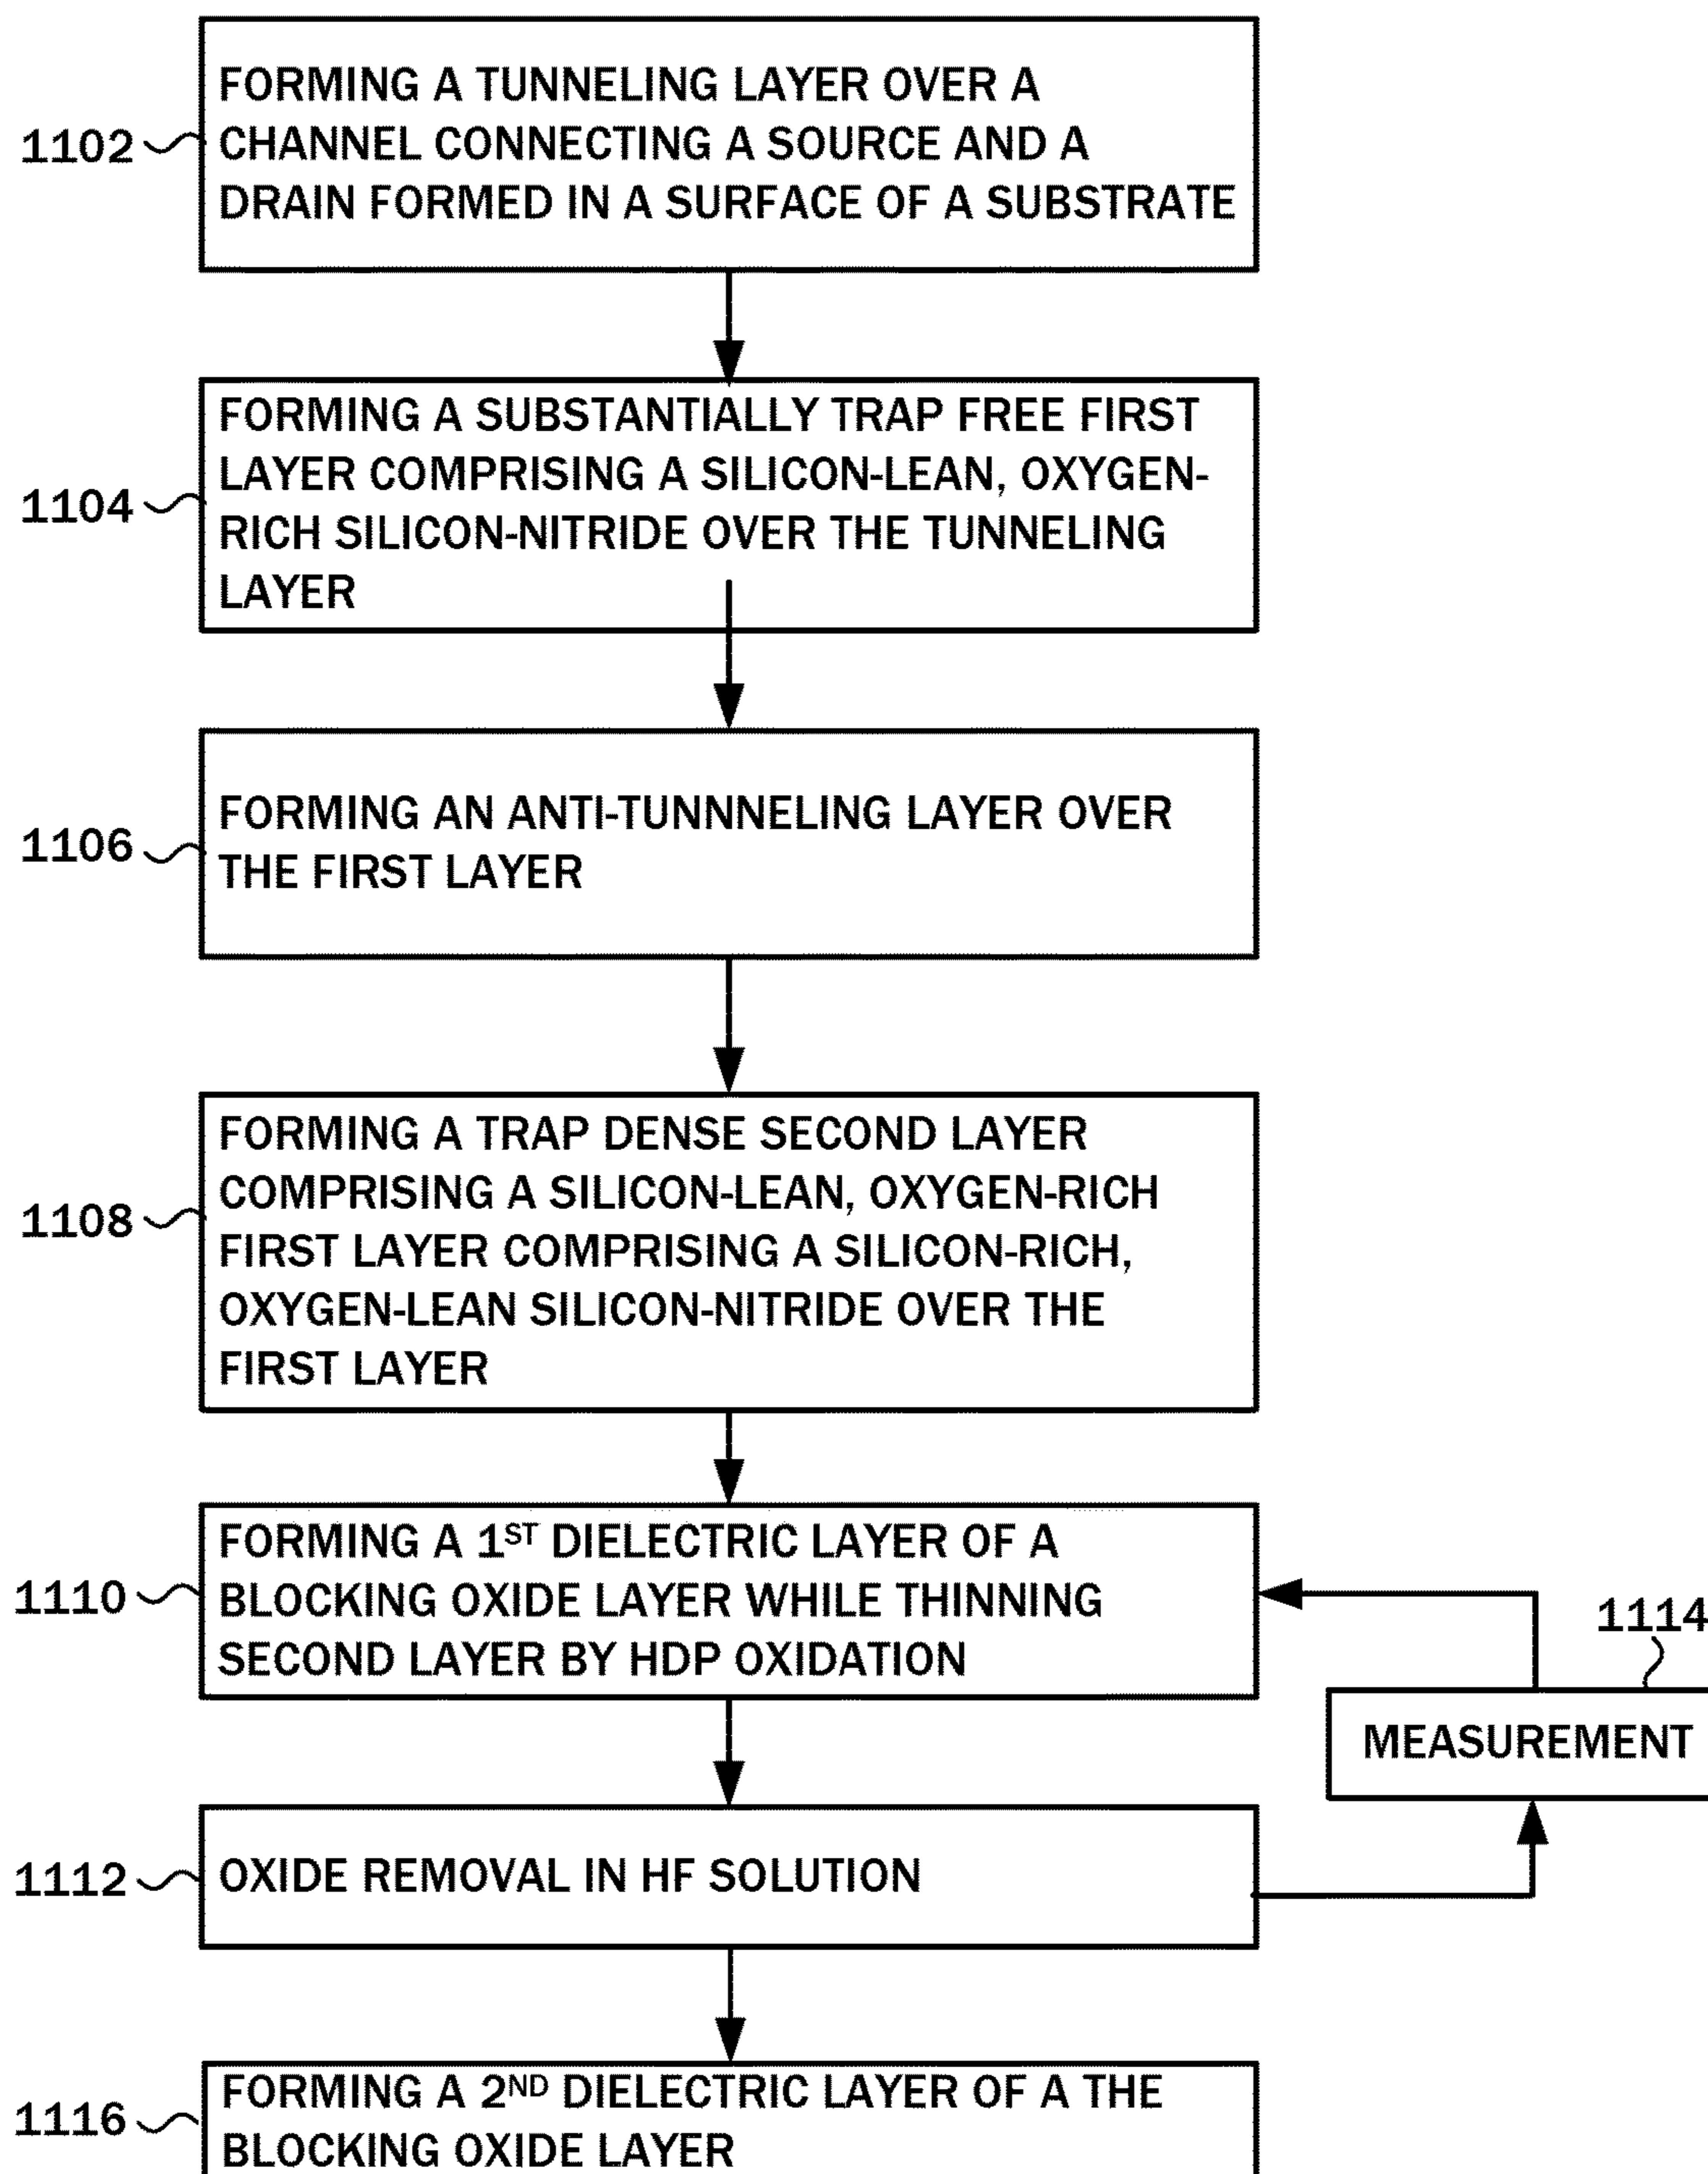 1102
FORMING A TUNNELING LAYER OVER A
CHANNEL CONNECTING A SOURCE AND A
DRAIN FORMED IN A SURFACE OF A SUBSTRATE
1104
FORMING A SUBSTANTIALLY TRAP FREE FIRST
LAYER COMPRISING A SILICON-LEAN, OXYGEN-
RICH SILICON-NITRIDE OVER THE TUNNELING
LAYER
1106
FORMING AN ANTI-TUNNNELING LAYER OVER
THE FIRST LAYER
1108
FORMING A TRAP DENSE SECOND LAYER
COMPRISING A SILICON-LEAN, OXYGEN-RICH
FIRST LAYER COMPRISING A SILICON-RICH,
OXYGEN-LEAN SILICON-NITRIDE OVER THE
FIRST LAYER
1110
FORMING A 1ST DIELECTRIC LAYER OF A
BLOCKING OXIDE LAYER WHILE THINNING
SECOND LAYER BY HDP OXIDATION
1114
MEASUREMENT
1112
OXIDE REMOVAL IN HF SOLUTION
1116
FORMING A 2ND DIELECTRIC LAYER OF A THE
BLOCKING OXIDE LAYER